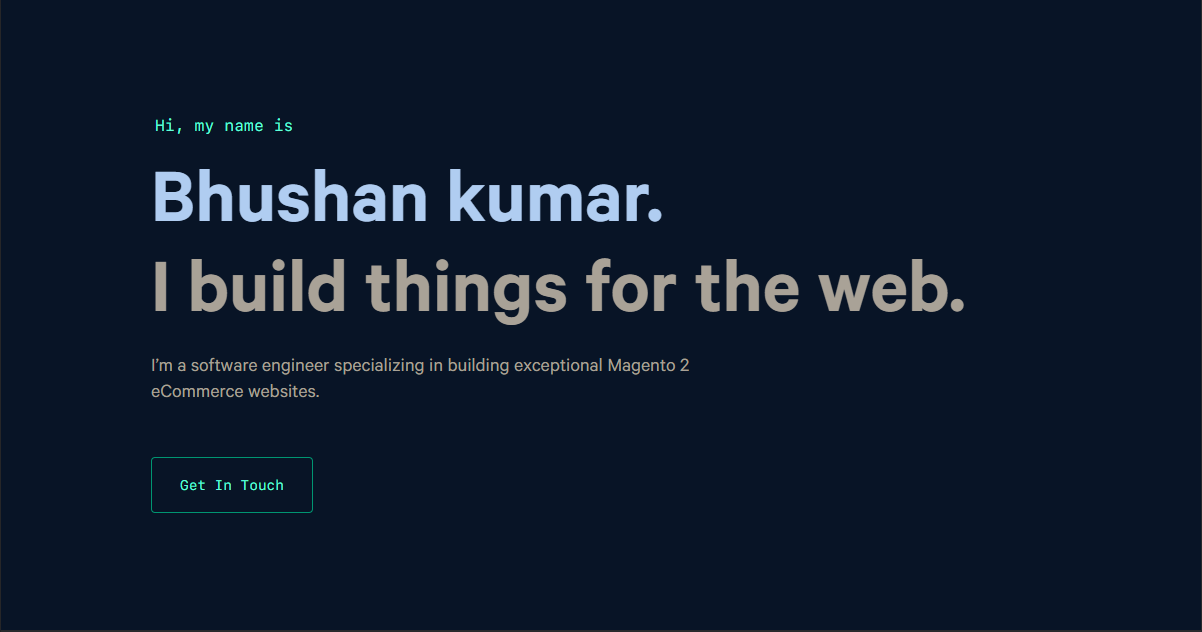 Hi, my name is
Bhushan kumar.
I build things for the web.
I’m a software engineer specializing in building exceptional Magento 2
eCommerce websites.
Get In Touch